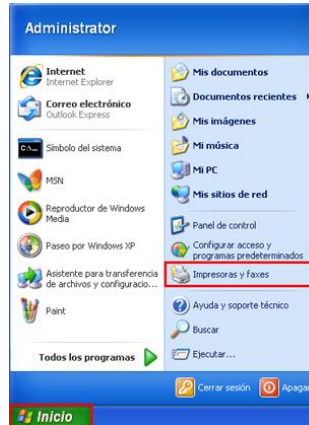 Administrator
Internet
Internet Explorer
Correo electrónico
Outlook Express
Símbolo del sistema
MSN
Reproductor de Windows
Media
Paseo por Windows XP
Asistente para transferencia
de archivos y configuracio...
Paint
Todos los programas
Mis documentos
Documentos recientes
Mis imágenes
Mi música
Mi PC
Mis sitios de red
Panel de control
Configurar acceso y
programas predeterminados
Impresoras y faxes
Ayuda y soporte técnico
Buscar
Ejecutar...
Cerrar sesión
Apagar
Inicio